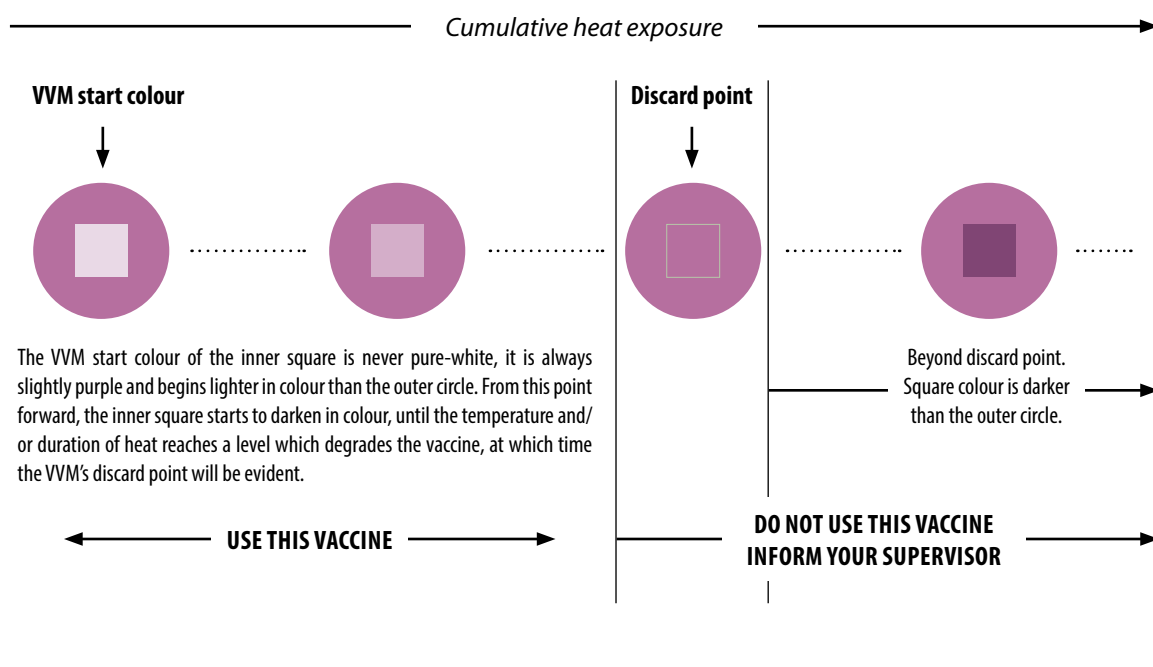 Cumulative heat exposure
VVM start colour
Discard point
The VVM start colour of the inner square is never pure-white, it is always
slightly purple and begins lighter in colour than the outer circle. From this point
forward, the inner square starts to darken in colour, until the temperature and/
or duration of heat reaches a level which degrades the vaccine, at which time
the VVM's discard point will be evident.
Beyond discard point.
Square colour is darker
than the outer circle.
USE THIS VACCINE
DO NOT USE THIS VACCINE
INFORM YOUR SUPERVISOR